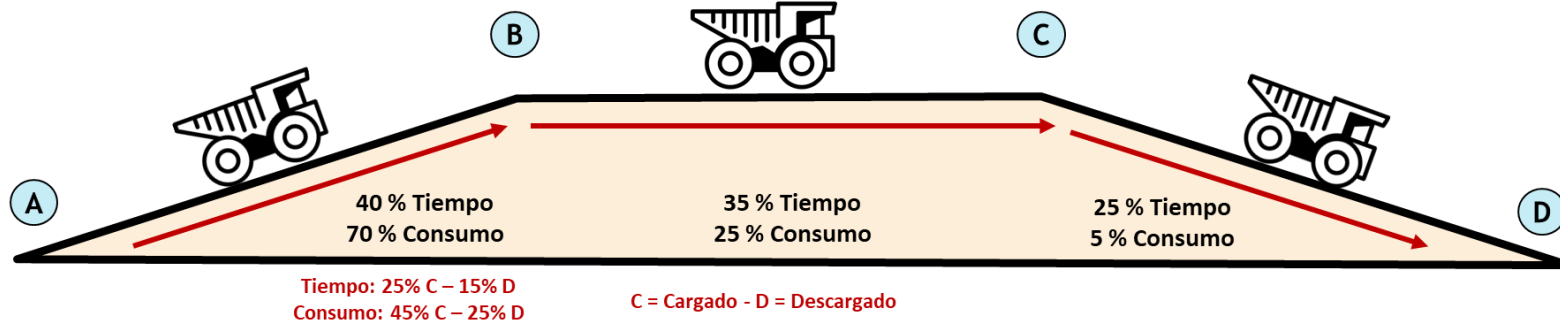 B
C
A
D
40 % Tiempo
70 % Consumo
35 % Tiempo
25 % Consumo
25 % Tiempo
5 % Consumo
Tiempo: 25% C – 15% D
Consumo: 45% C – 25% D
C = Cargado - D = Descargado